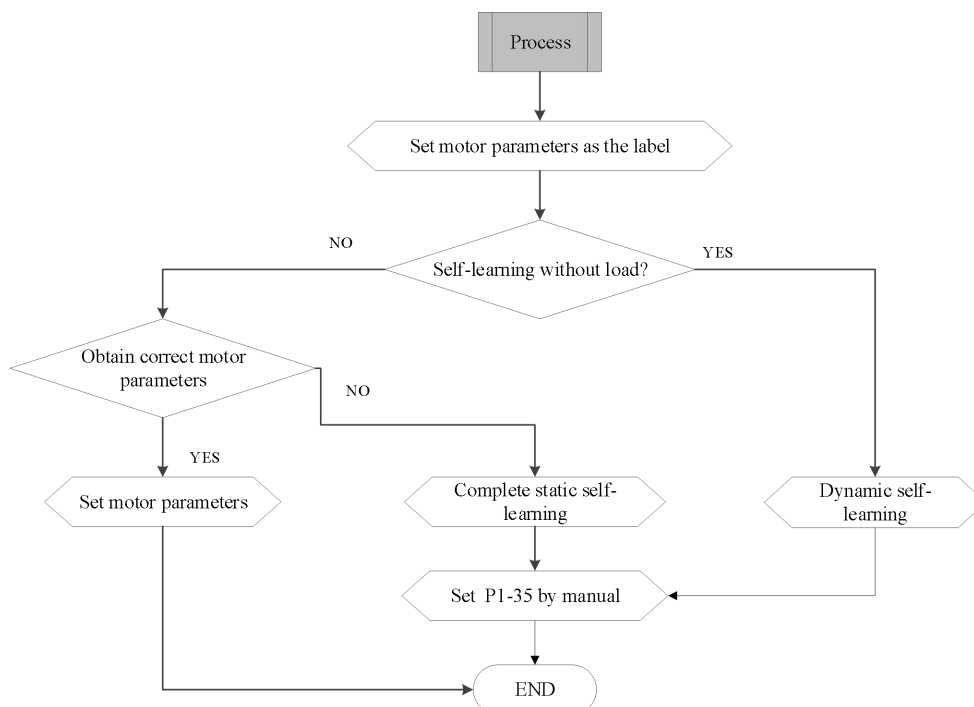 Process
Set motor parameters as the label
NO
YES
Self-learning without load?
Obtain correct motor
parameters
NO
YES
Set motor parameters
Complete static self-
learning
Dynamic self-
learning
Set P1-35 by manual
END